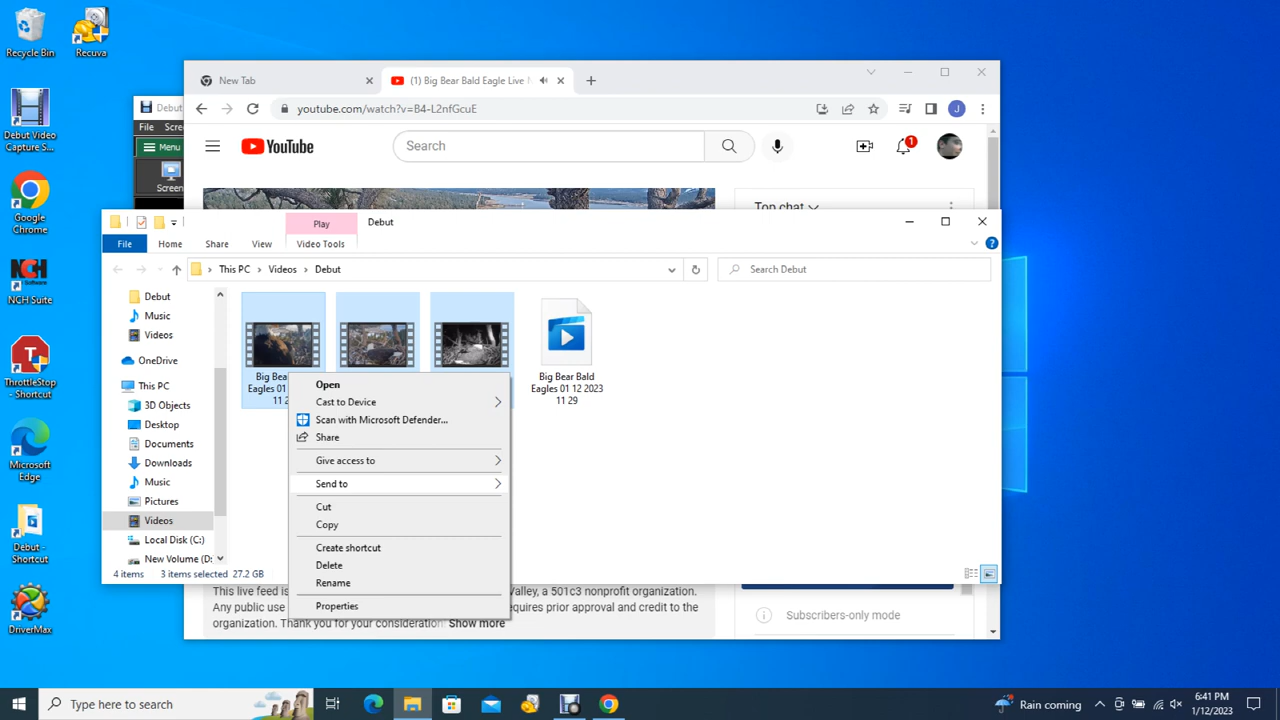 Recycle Bin
Recuva
Debut Video
Capture S...
Google
Chrome
NCH Suite
ThrottleStop
- Shortcut
Microsoft
Edge
Debut -
Shortcut
DriverMax
Debut
File
Menu
Screen
New Tab
(1) Big Bear Bald Eagle Live
youtube.com/watch?v=B4-L2nfGcuE
J
YouTube
Search
1
Top chat
Play
Debut
File
Home
Share
View
Video Tools
This PC > Videos > Debut
Search Debut
Debut
Music
Videos
OneDrive
This PC
3D Objects
Desktop
Documents
Downloads
Music
Pictures
Videos
Local Disk (C:)
New Volume (D:
Big Bear Bald
Eagles 01 12 2023
11 29
Open
Cast to Device
Scan with Microsoft Defender...
Share
Give access to
Send to
Cut
Copy
Create shortcut
Delete
Rename
Properties
4 items
3 items selected 27.2 GB
This live feed is
Valley, a 501c3 nonprofit organization.
Any public use
requires prior approval and credit to the
organization. Thank you for your consideration
Show more
Subscribers-only mode
Type here to search
Rain coming
6:41 PM
1/12/2023